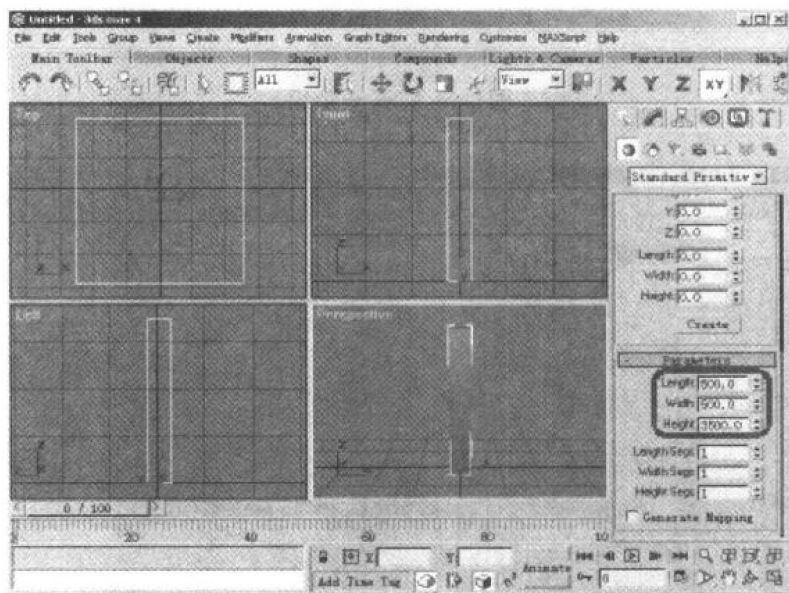 Untitled - 3ds max 4
File Edit Tools Group Views Create Modifiers Animation Graph Editors Rendering Customize MAXScript Help
Main Toolbar Objects Shapes Compounds Lights & Cameras Particles Help
All View X Y Z XY
Top
Front
Left
Perspective
Standard Primitiv
Y: 0.0
Z: 0.0
Length: 0.0
Width: 0.0
Height: 0.0
Create
- Parameters
Length: 500.0
Width: 500.0
Height: 3500.0
Length Segs: 1
Width Segs: 1
Height Segs: 1
Generate Mapping
0 / 100
20 60 80 100
X: Y: Animate
Add Time Tag 0